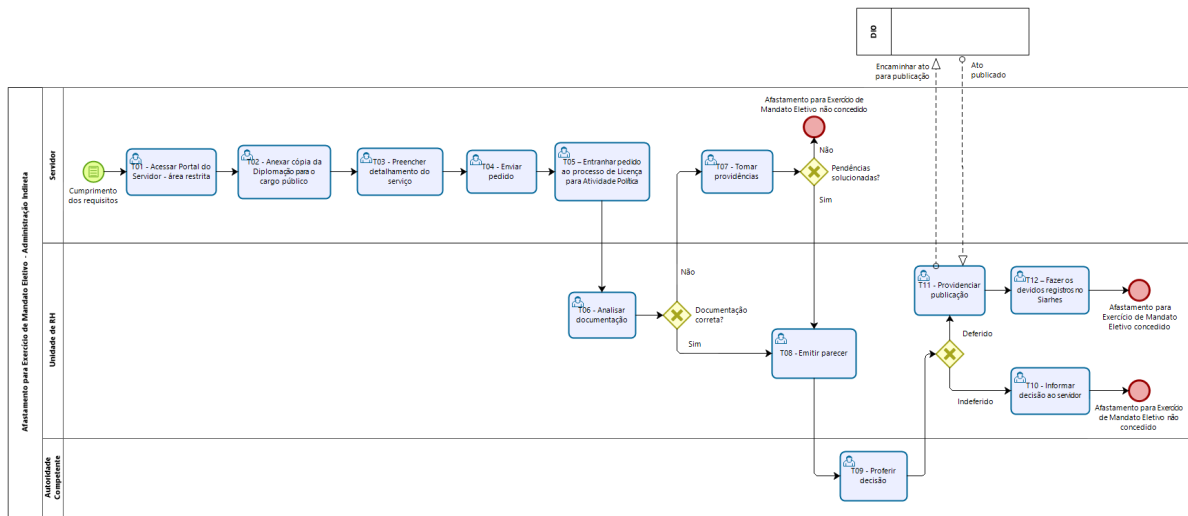 DIO
Encaminhar ato
para publicação
Ato
publicado
Afastamento para Exercício de Mandato Eletivo - Administração Indireta
Servidor
Cumprimento
dos requisitos
T01 - Acessar Portal do
Servidor - área restrita
T02 - Anexar cópia da
Diplomação para o
cargo público
T03 - Preencher
detalhamento do
serviço
T04 - Enviar
pedido
T05 – Entranhar pedido
ao processo de Licença
para Atividade Política
T07 - Tomar
providências
Afastamento para Exercício de
Mandato Eletivo não concedido
Não
Pendências
solucionadas?
Sim
Unidade de RH
T06 - Analisar
documentação
Não
Documentação
correta?
Sim
T08 - Emitir parecer
T11 - Providenciar
publicação
T12 – Fazer os
devidos registros no
Siarhes
Afastamento para
Exercício de Mandato
Eletivo concedido
Deferido
Indeferido
T10 - Informar
decisão ao servidor
Afastamento para Exercício
de Mandato Eletivo não
concedido
Autoridade
Competente
T09 - Proferir
decisão